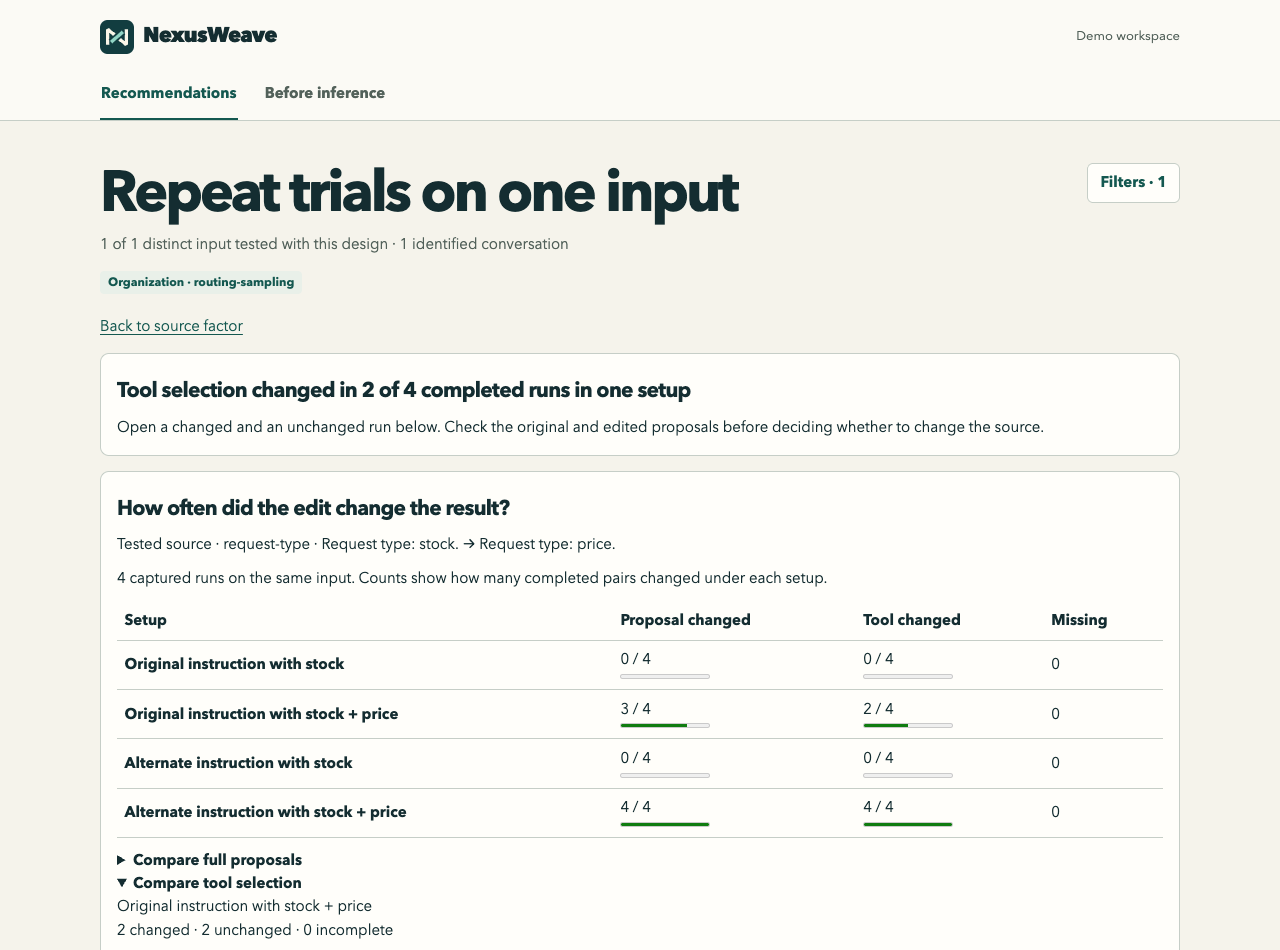 NexusWeave
Demo workspace
Recommendations
Before inference
Repeat trials on one input
Filters · 1
1 of 1 distinct input tested with this design · 1 identified conversation
Organization · routing-sampling
Back to source factor
Tool selection changed in 2 of 4 completed runs in one setup
Open a changed and an unchanged run below. Check the original and edited proposals before deciding whether to change the source.
How often did the edit change the result?
Tested source · request-type · Request type: stock. → Request type: price.
4 captured runs on the same input. Counts show how many completed pairs changed under each setup.
Setup Proposal changed Tool changed Missing
Original instruction with stock 0 / 4 0 / 4 0
Original instruction with stock + price 3 / 4 2 / 4 0
Alternate instruction with stock 0 / 4 0 / 4 0
Alternate instruction with stock + price 4 / 4 4 / 4 0
Compare full proposals
Compare tool selection
Original instruction with stock + price
2 changed · 2 unchanged · 0 incomplete